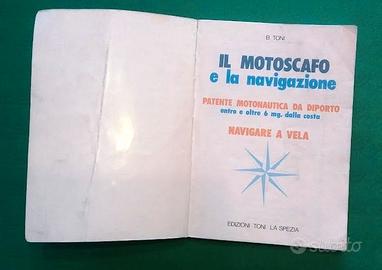 B. TONI
IL MOTOSCAFO
e la navigazione
PATENTE MOTONAUTICA DA DIPORTO
entro e oltre 6 mg. dalla costa
NAVIGARE A VELA
EDIZIONI TONI LA SPEZIA
subito